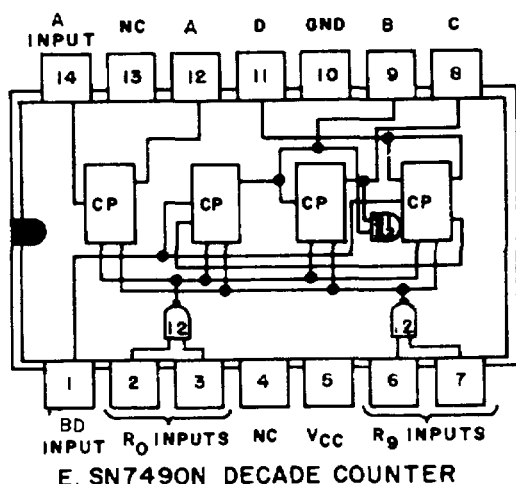 A INPUT NC A D GND B C
14 13 12 11 10 9 8
CP CP CP CP
12 12
1 2 3 4 5 6 7
BD INPUT R0 INPUTS NC VCC R9 INPUTS
E. SN7490N DECADE COUNTER